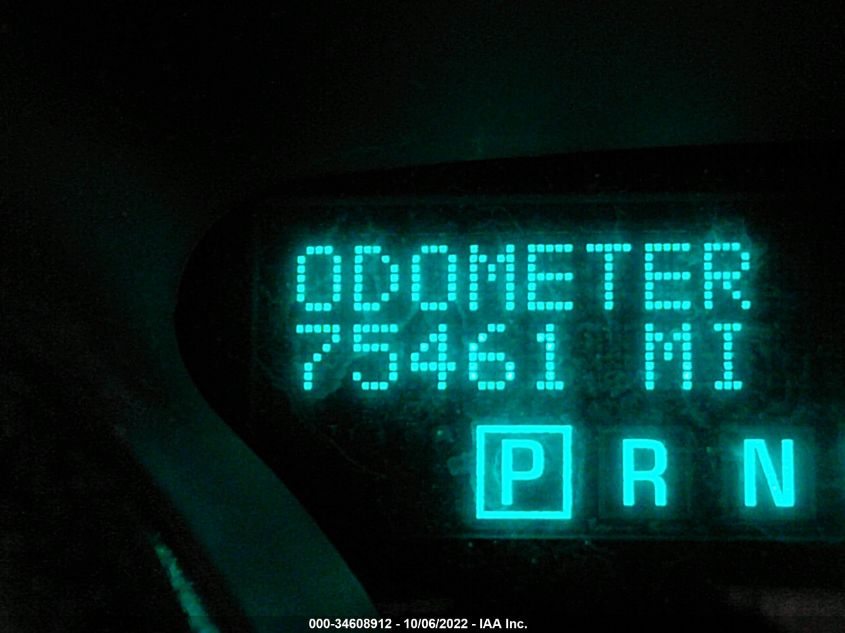 ODOMETER
75461 MI
P R N
000-34608912 - 10/06/2022 - IAA Inc.